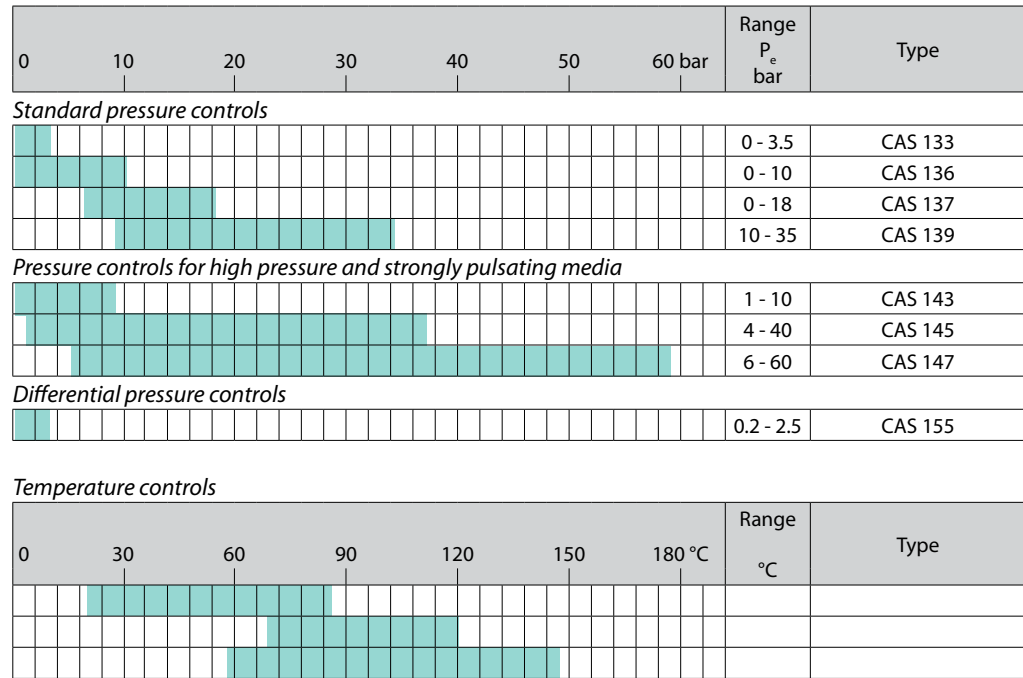 0 10 20 30 40 50 60 bar
Range
Pe
bar
Type
Standard pressure controls
0 - 3.5 CAS 133
0 - 10 CAS 136
0 - 18 CAS 137
10 - 35 CAS 139
Pressure controls for high pressure and strongly pulsating media
1 - 10 CAS 143
4 - 40 CAS 145
6 - 60 CAS 147
Differential pressure controls
0.2 - 2.5 CAS 155
Temperature controls
0 30 60 90 120 150 180 °C
Range
°C
Type